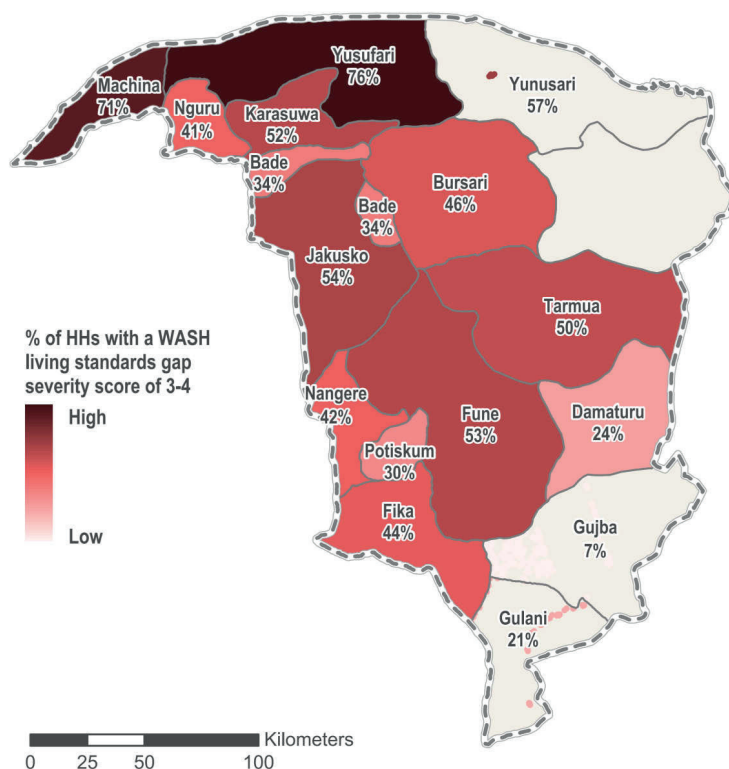 Yusufari
76%
Machina
71%
Yunusari
57%
Nguru
41%
Karasuwa
52%
Bade
34%
Bursari
46%
Bade
34%
Jakusko
54%
Tarmua
50%
% of HHs with a WASH
living standards gap
severity score of 3-4
High
Low
Nangere
42%
Fune
53%
Damaturu
24%
Potiskum
30%
Fika
44%
Gujba
7%
Gulani
21%
Kilometers
0 25 50 100